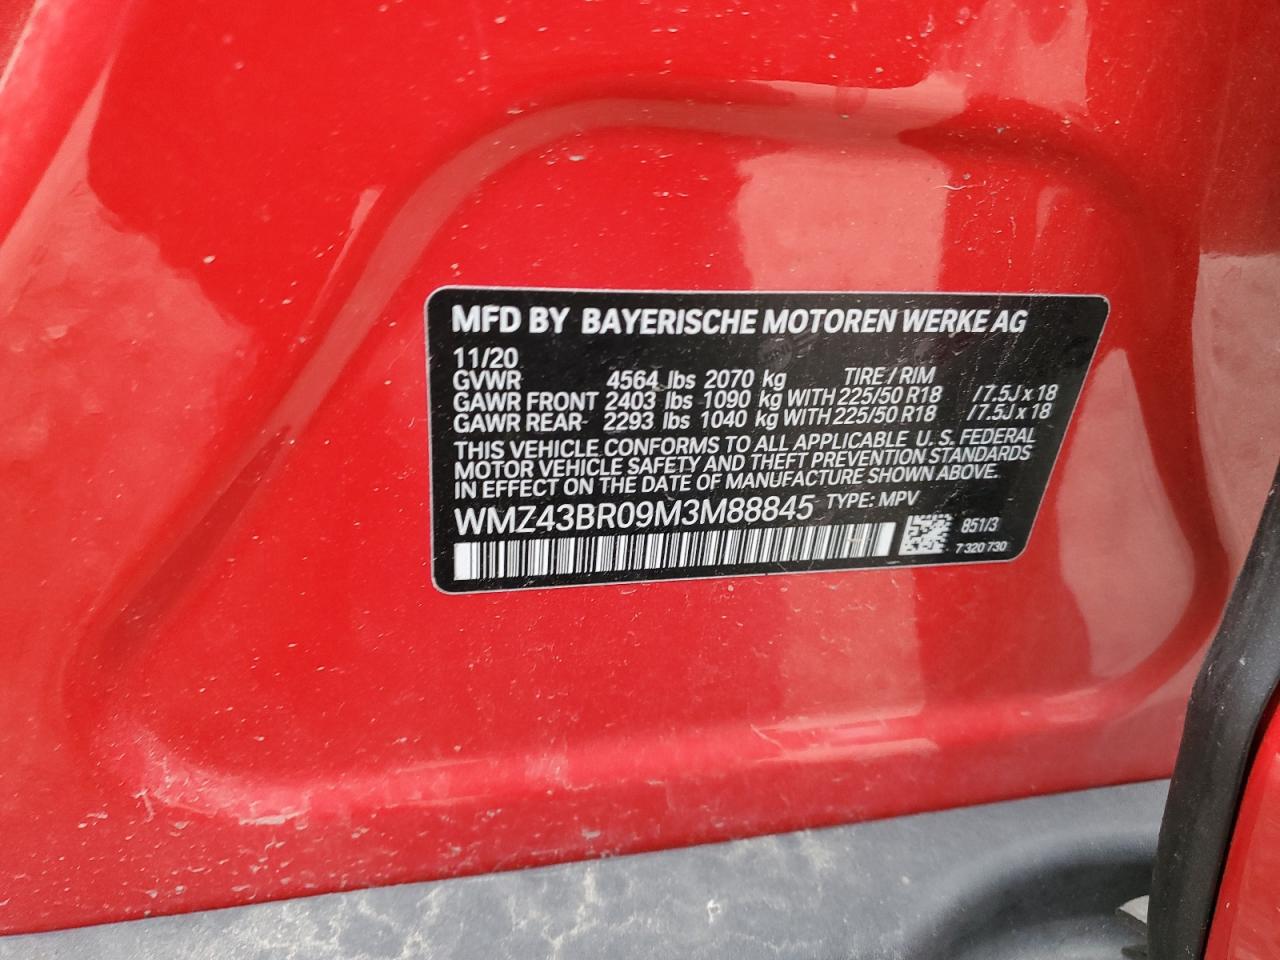 MFD BY BAYERISCHE MOTOREN WERKE AG
11/20
GVWR 4564 lbs 2070 kg TIRE / RIM
GAWR FRONT 2403 lbs 1090 kg WITH 225/50 R18 /7.5J x 18
GAWR REAR- 2293 lbs 1040 kg WITH 225/50 R18 /7.5J x 18
THIS VEHICLE CONFORMS TO ALL APPLICABLE U. S. FEDERAL
MOTOR VEHICLE SAFETY AND THEFT PREVENTION STANDARDS
IN EFFECT ON THE DATE OF MANUFACTURE SHOWN ABOVE.
WMZ43BR09M3M88845 TYPE: MPV
851/3
7 320 730